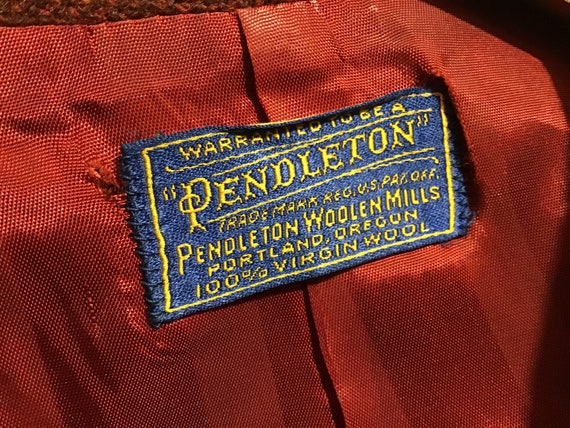 WARRANTED TO BE A
"PENDLETON"
TRADE MARK REG. U.S. PAT. OFF.
PENDLETON WOOLEN MILLS
PORTLAND, OREGON
100% VIRGIN WOOL